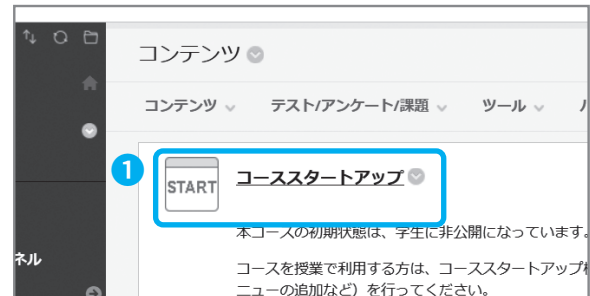 コンテンツ
コンテンツ テスト/アンケート/課題 ツール
1
START コーススタートアップ
本コースの初期状態は、学生に非公開になっています。
ネル
コースを授業で利用する方は、コーススタートアップ
ニューの追加など）を行ってください。